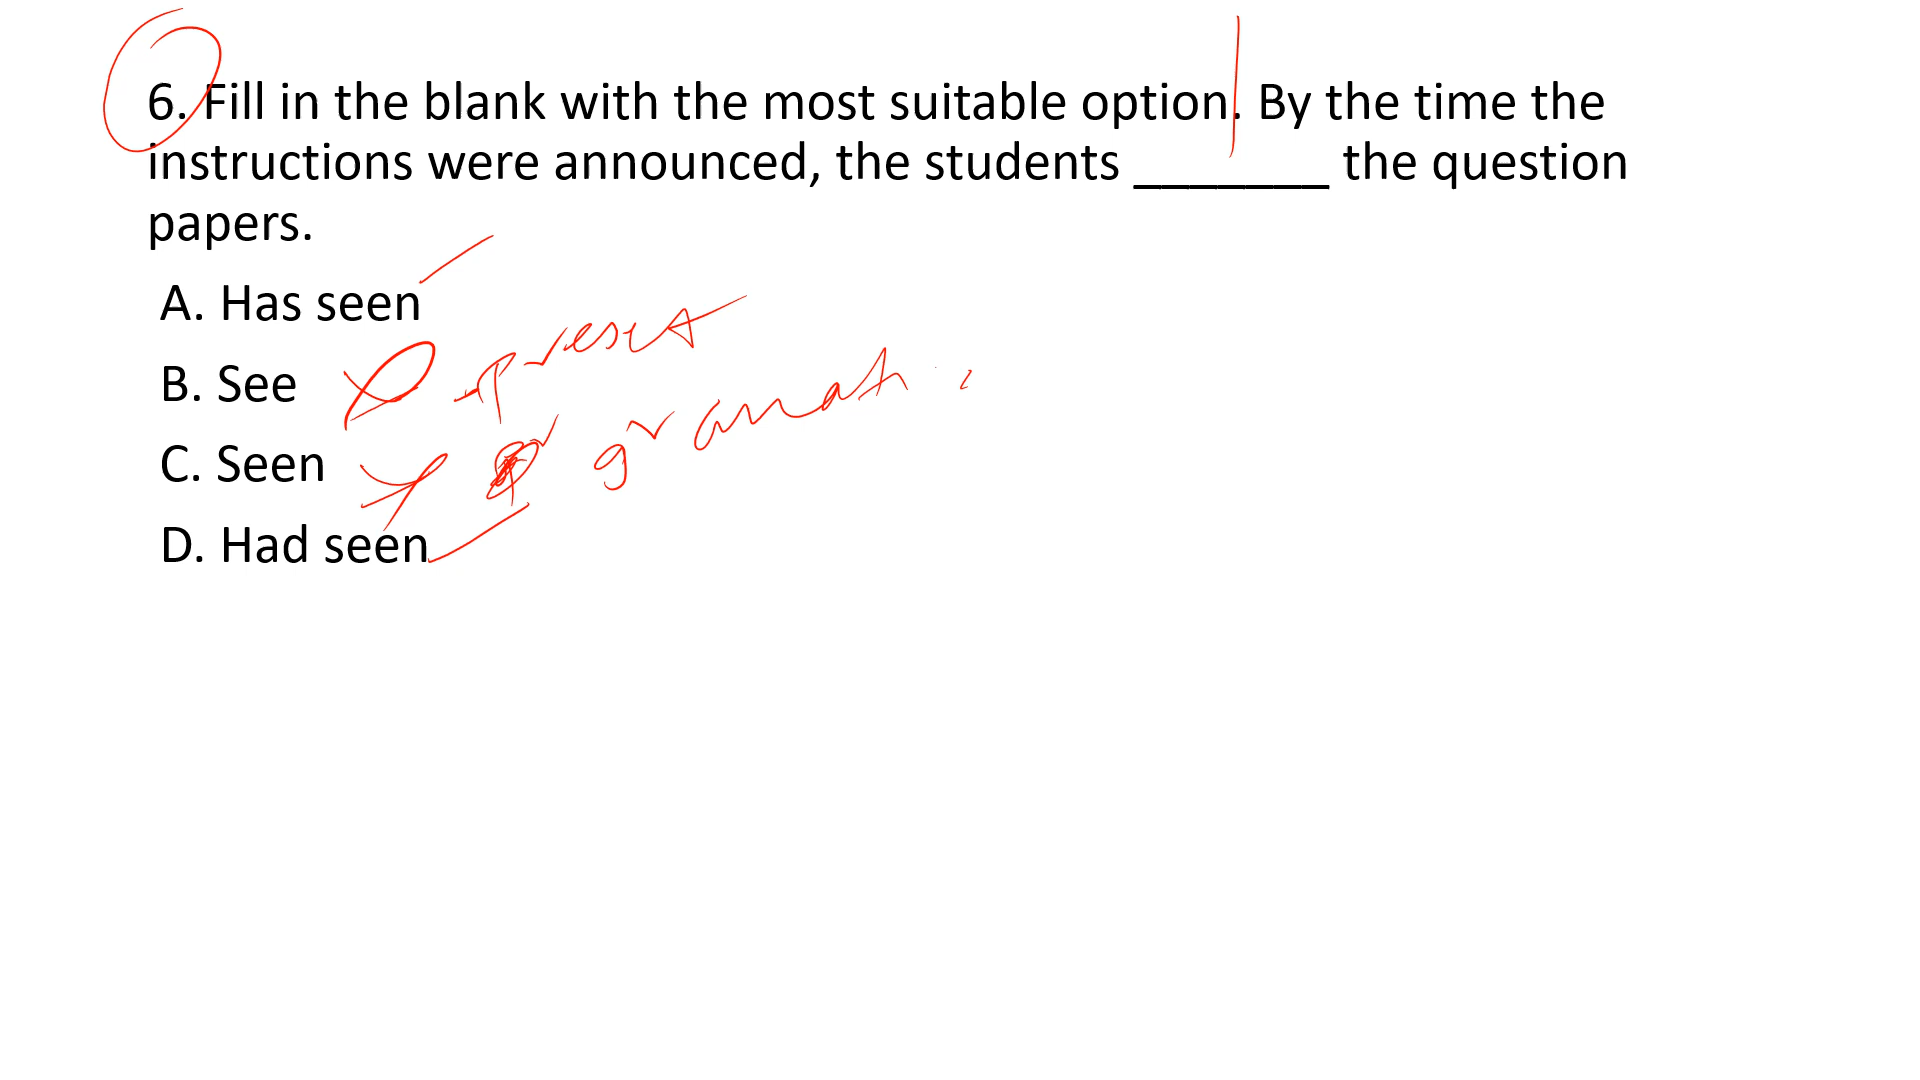 6. Fill in the blank with the most suitable option. By the time the
instructions were announced, the students _______ the question
papers.
A. Has seen
B. See
C. Seen
D. Had seen